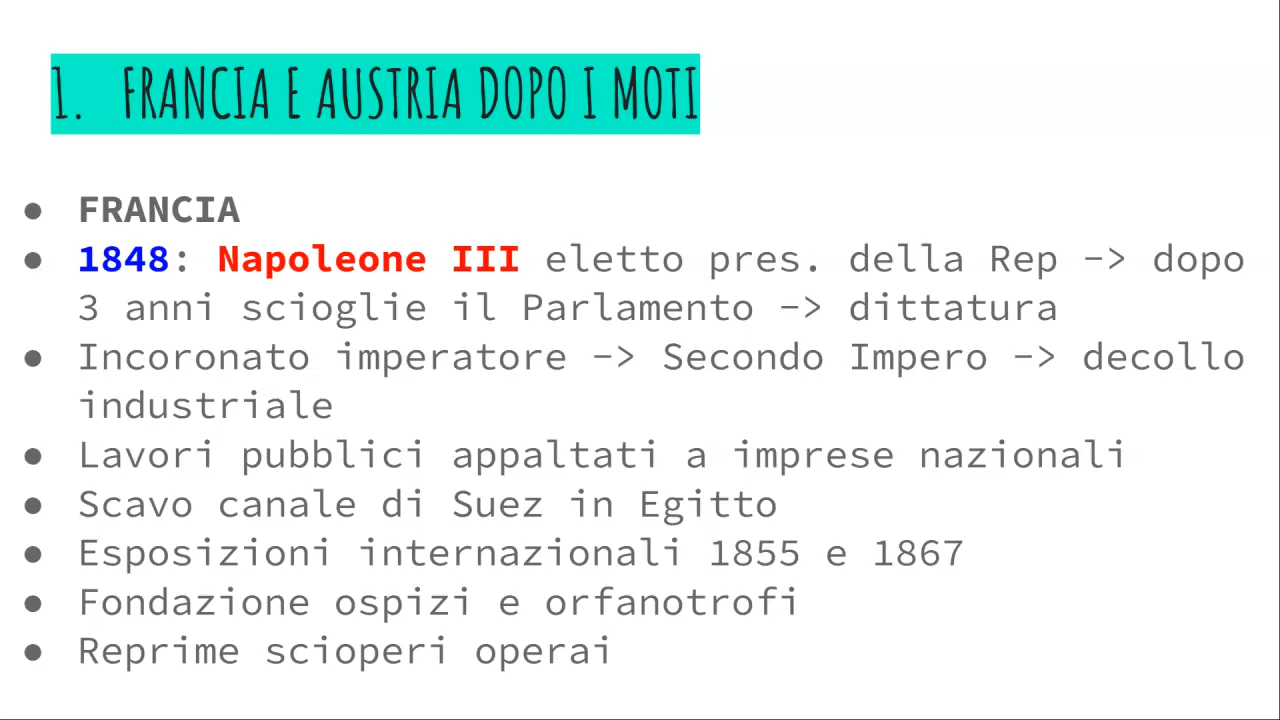 1. FRANCIA E AUSTRIA DOPO I MOTI
● FRANCIA
● 1848: Napoleone III eletto pres. della Rep -> dopo
3 anni scioglie il Parlamento -> dittatura
● Incoronato imperatore -> Secondo Impero -> decollo
industriale
● Lavori pubblici appaltati a imprese nazionali
● Scavo canale di Suez in Egitto
● Esposizioni internazionali 1855 e 1867
● Fondazione ospizi e orfanotrofi
● Reprime scioperi operai